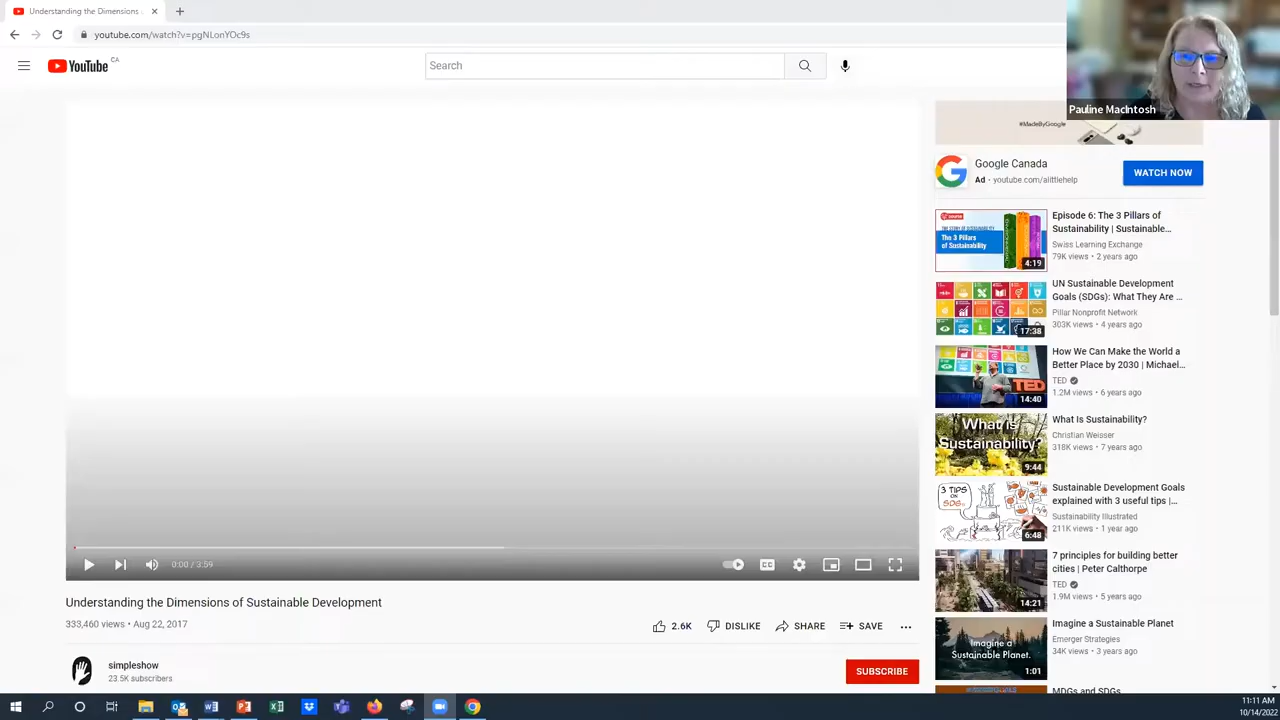 Understanding the Dimensions
youtube.com/watch?v=pgNLonYOc9s
YouTube CA
Search
Pauline MacIntosh
#MadeByGoogle
Google Canada
Ad · youtube.com/alittlehelp
WATCH NOW
The 3 Pillars
of Sustainability
4:19
Episode 6: The 3 Pillars of
Sustainability | Sustainable...
Swiss Learning Exchange
79K views • 2 years ago
17:38
UN Sustainable Development
Goals (SDGs): What They Are ...
Pillar Nonprofit Network
303K views • 4 years ago
TED
14:40
How We Can Make the World a
Better Place by 2030 | Michael...
TED
1.2M views • 6 years ago
What is
Sustainability?
9:44
What Is Sustainability?
Christian Weisser
318K views • 7 years ago
3 TIPS
ON
SDGs
6:48
Sustainable Development Goals
explained with 3 useful tips |...
Sustainability Illustrated
211K views • 1 year ago
14:21
7 principles for building better
cities | Peter Calthorpe
TED
1.9M views • 5 years ago
Imagine a
Sustainable Planet.
1:01
Imagine a Sustainable Planet
Emerger Strategies
34K views • 3 years ago
MDGs and SDGs
0:00 / 3:59
CC
Understanding the Dimensions of Sustainable Development
333,460 views • Aug 22, 2017
2.6K
DISLIKE
SHARE
SAVE
simpleshow
23.5K subscribers
SUBSCRIBE
11:11 AM
10/14/2022